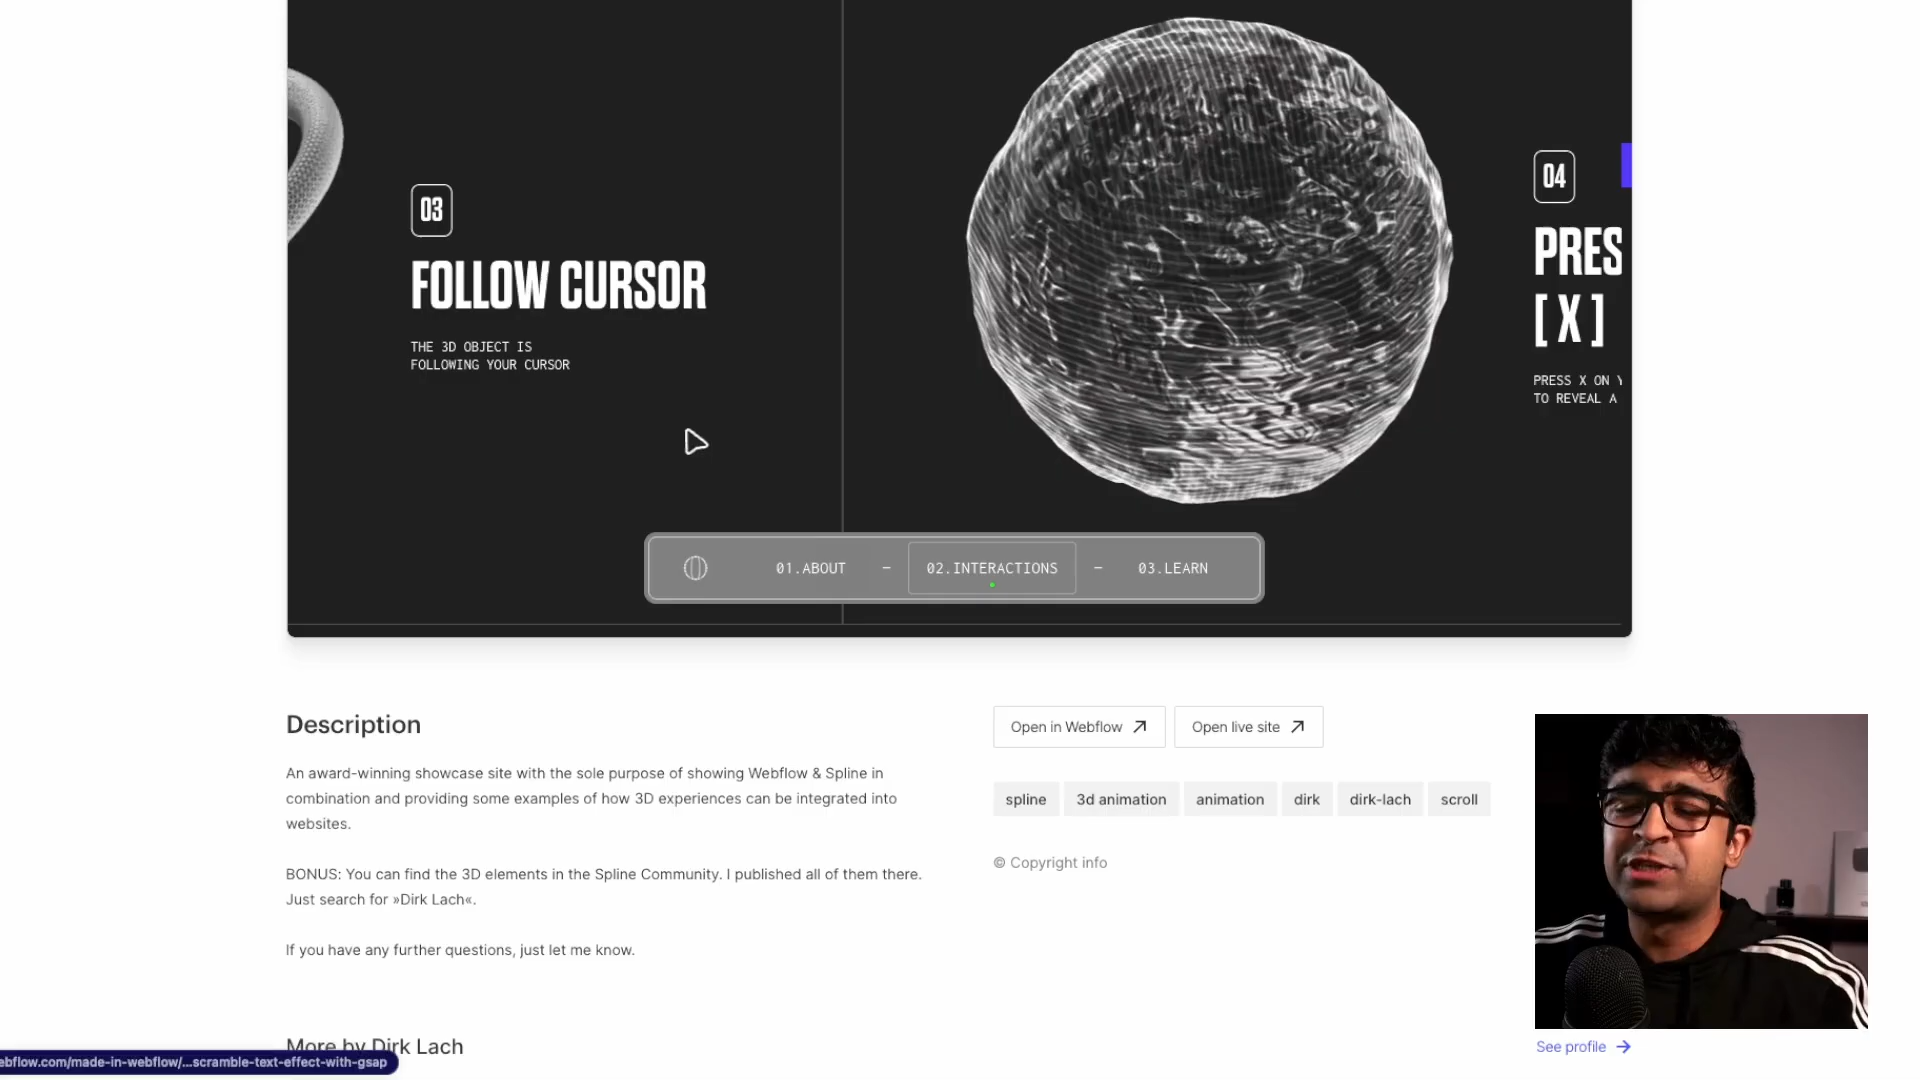 03
FOLLOW CURSOR
THE 3D OBJECT IS
FOLLOWING YOUR CURSOR
04
PRES
[ X ]
PRESS X ON
TO REVEAL A
01.ABOUT – 02.INTERACTIONS – 03.LEARN
Description
An award-winning showcase site with the sole purpose of showing Webflow & Spline in
combination and providing some examples of how 3D experiences can be integrated into
websites.
BONUS: You can find the 3D elements in the Spline Community. I published all of them there.
Just search for »Dirk Lach«.
If you have any further questions, just let me know.
Open in Webflow
Open live site
spline
3d animation
animation
dirk
dirk-lach
scroll
© Copyright info
More by Dirk Lach
See profile
ebflow.com/made-in-webflow/...scramble-text-effect-with-gsap